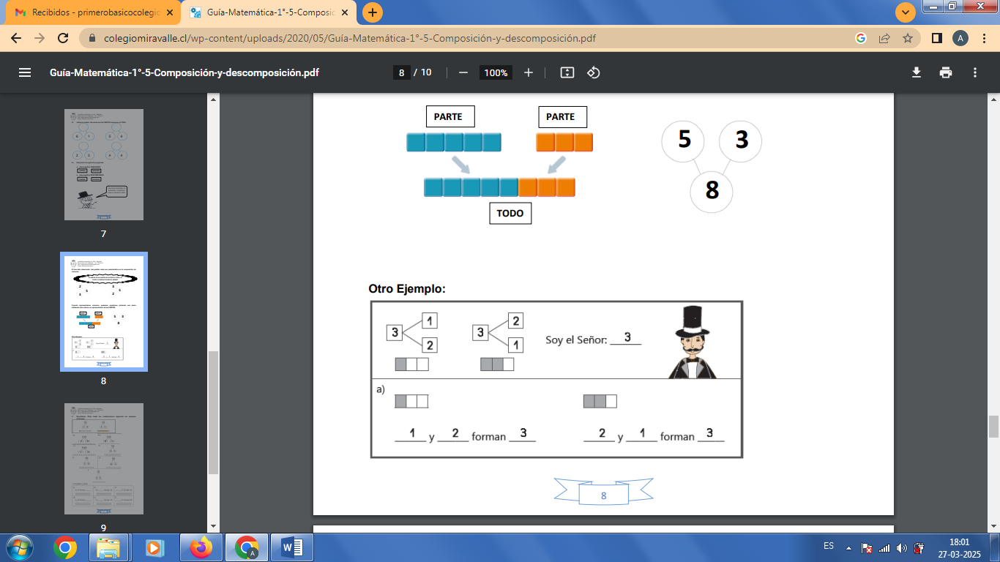 Recibidos - primerobasicocolegio
Guía-Matemática-1°-5-Composic
colegiomiravalle.cl/wp-content/uploads/2020/05/Guía-Matemática-1°-5-Composición-y-descomposición.pdf
A
Guía-Matemática-1°-5-Composición-y-descomposición.pdf
8 / 10
100%
7
8
9
PARTE PARTE
5 3
8
TODO
Otro Ejemplo:
3 1 2
3 2 1
Soy el Señor: 3
a)
1 y 2 forman 3
2 y 1 forman 3
8
ES
18:01
27-03-2025